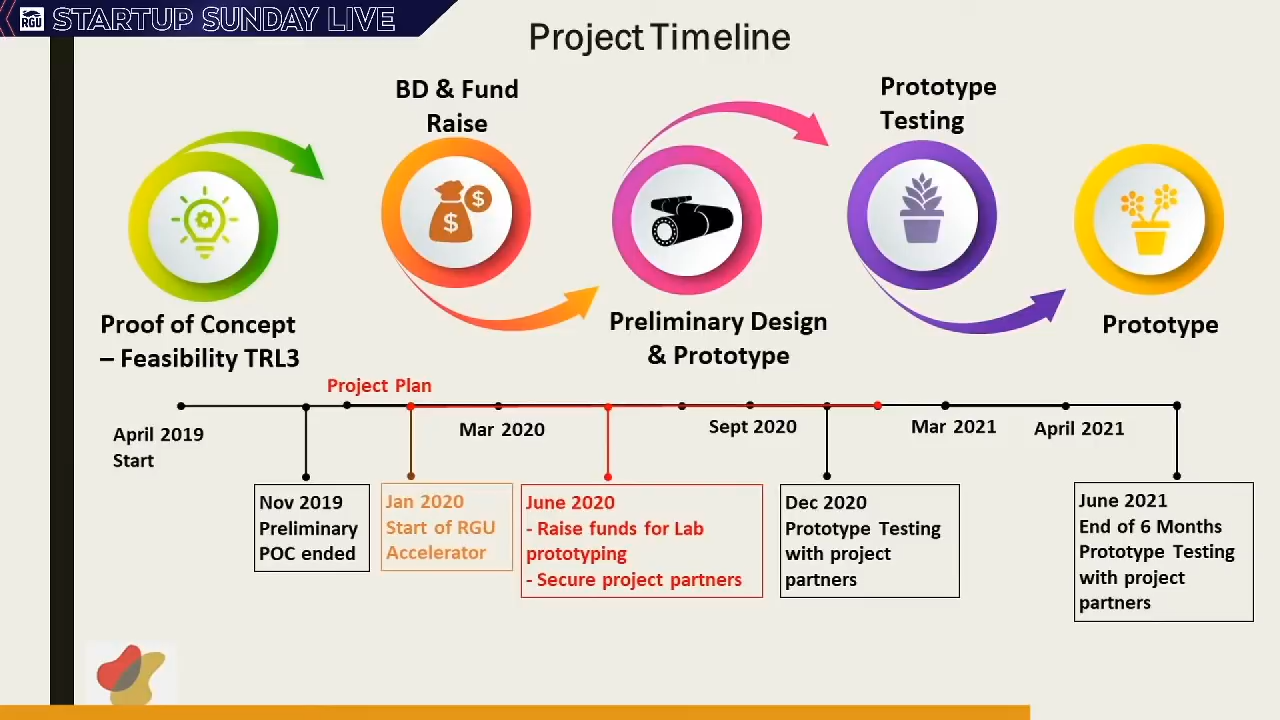 RGU STARTUP SUNDAY LIVE
Project Timeline
BD & Fund
Raise
Prototype
Testing
$
$
Proof of Concept
– Feasibility TRL3
Preliminary Design
& Prototype
Prototype
Project Plan
April 2019
Start
Mar 2020
Sept 2020
Mar 2021
April 2021
Nov 2019
Preliminary
POC ended
Jan 2020
Start of RGU
Accelerator
June 2020
- Raise funds for Lab
prototyping
- Secure project partners
Dec 2020
Prototype Testing
with project
partners
June 2021
End of 6 Months
Prototype Testing
with project
partners